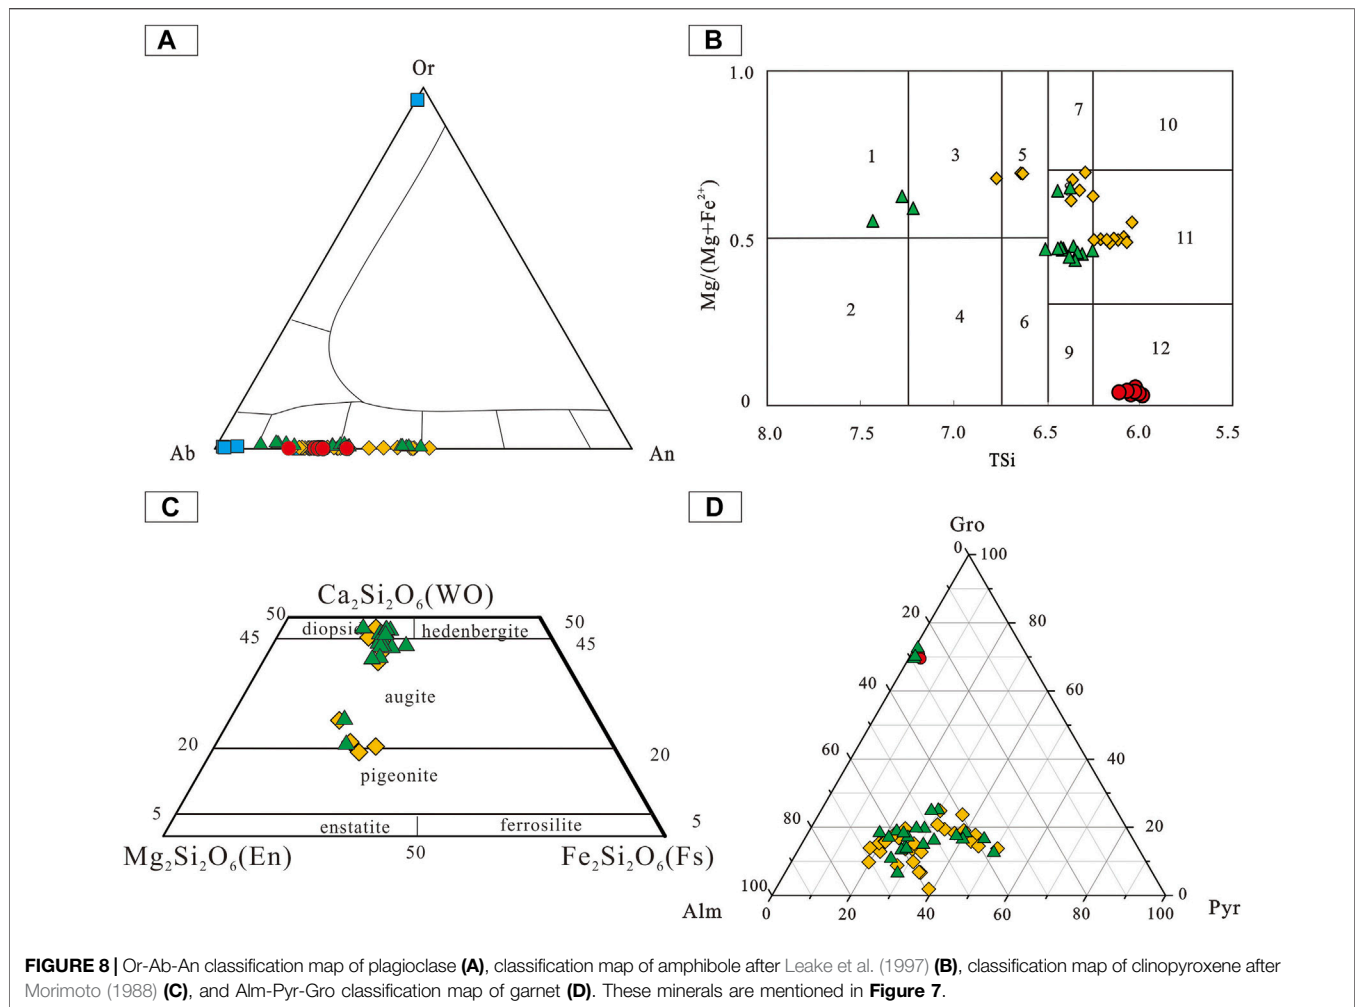 A
Or
Ab
An
B
Mg/(Mg+Fe²⁺)
1.0
0.5
0
1
3
5
7
10
11
2
4
6
9
12
8.0
7.5
7.0
6.5
6.0
5.5
TSi
C
Ca₂Si₂O₆(WO)
50
50
45
diopsi
hedenbergite
45
augite
20
20
pigeonite
5
enstatite
ferrosilite
5
Mg₂Si₂O₆(En)
50
Fe₂Si₂O₆(Fs)
D
Gro
0
100
20
80
40
60
60
40
80
20
100
0
Alm
0
20
40
60
80
100
Pyr
FIGURE 8 | Or-Ab-An classification map of plagioclase (A), classification map of amphibole after Leake et al. (1997) (B), classification map of clinopyroxene after
Morimoto (1988) (C), and Alm-Pyr-Gro classification map of garnet (D). These minerals are mentioned in Figure 7.